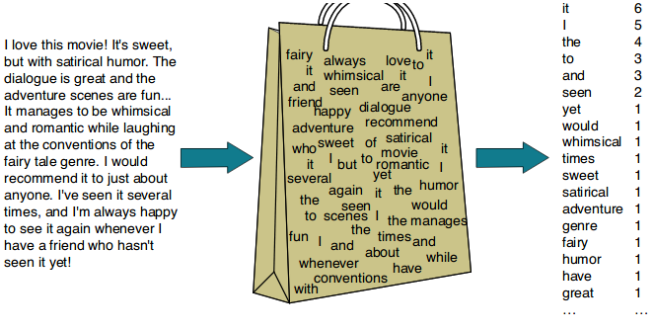 I love this movie! It's sweet,
but with satirical humor. The
dialogue is great and the
adventure scenes are fun...
It manages to be whimsical
and romantic while laughing
at the conventions of the
fairy tale genre. I would
recommend it to just about
anyone. I've seen it several
times, and I'm always happy
to see it again whenever I
have a friend who hasn't
seen it yet!
fairy always love to it
it whimsical it I
and seen are anyone
friend happy dialogue
adventure recommend
who sweet of satirical
it I but to movie romantic it I
several yet
again it the humor
the seen would
to scenes I the manages
the times and
fun I and about while
whenever have
conventions
with
it 6
I 5
the 4
to 3
and 3
seen 2
yet 1
would 1
whimsical 1
times 1
sweet 1
satirical 1
adventure 1
genre 1
fairy 1
humor 1
have 1
great 1
… …